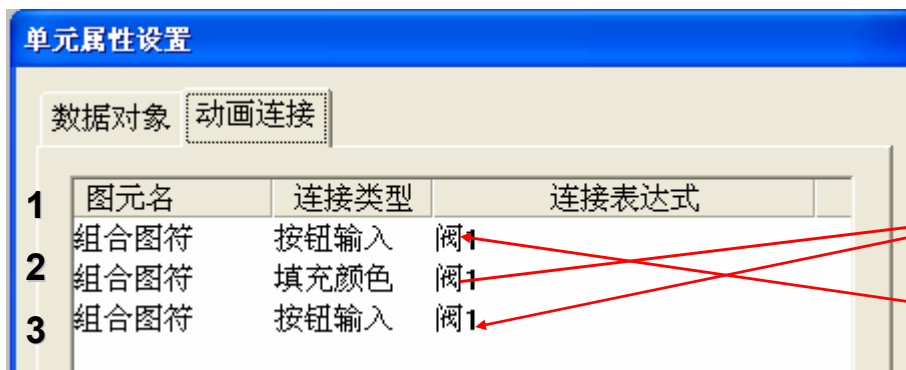 单元属性设置
数据对象 动画连接
图元名 连接类型 连接表达式
1 组合图符 按钮输入 阀1
2 组合图符 填充颜色 阀1
3 组合图符 按钮输入 阀1